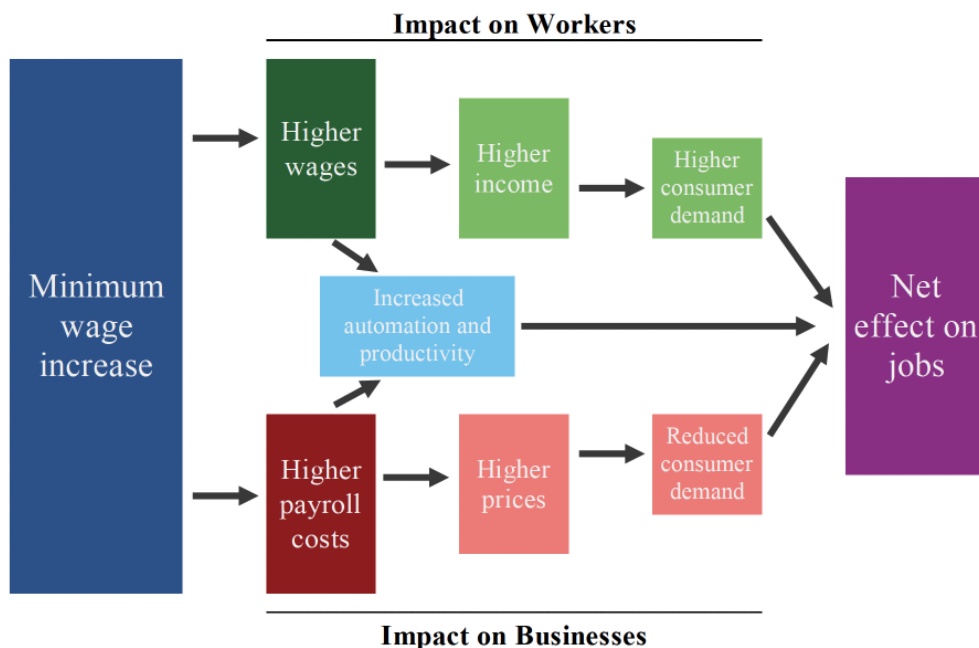 Impact on Workers
Minimum
wage
increase
Higher
wages
Higher
income
Higher
consumer
demand
Increased
automation and
productivity
Net
effect on
jobs
Higher
payroll
costs
Higher
prices
Reduced
consumer
demand
Impact on Businesses